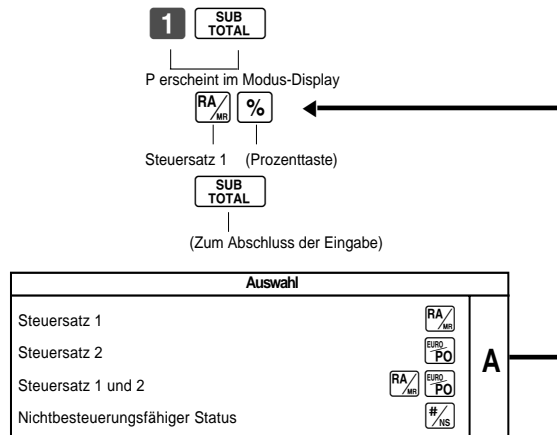 1 SUB TOTAL
P erscheint im Modus-Display
RA/MR %
Steuersatz 1 (Prozenttaste)
SUB TOTAL
(Zum Abschluss der Eingabe)
Auswahl
Steuersatz 1 RA/MR
Steuersatz 2 EURO PO
A
Steuersatz 1 und 2 RA/MR EURO PO
Nichtbesteuerungsfähiger Status #/NS